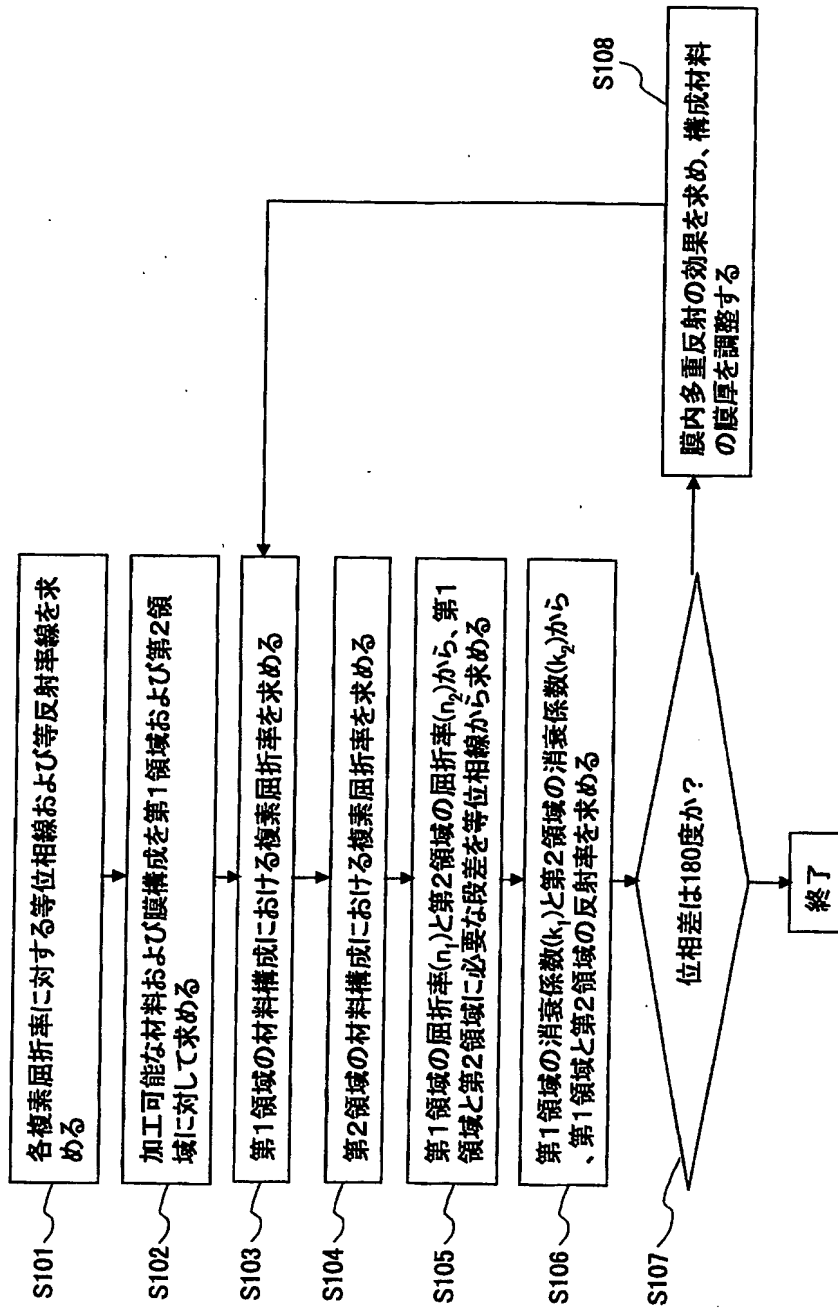 S101
各複素屈折率に対する等位相線および等反射率線を求
める
S102
加工可能な材料および膜構成を第1領域および第2領
域に対して求める
S103
第1領域の材料構成における複素屈折率を求める
S104
第2領域の材料構成における複素屈折率を求める
S105
第1領域の屈折率(n₁)と第2領域の屈折率(n₂)から、第1
領域と第2領域に必要な段差を等位相線から求める
S106
第1領域の消衰係数(k₁)と第2領域の消衰係数(k₂)から
、第1領域と第2領域の反射率を求める
S107
位相差は180度か?
終了
S108
膜内多重反射の効果を求め、構成材料
の膜厚を調整する